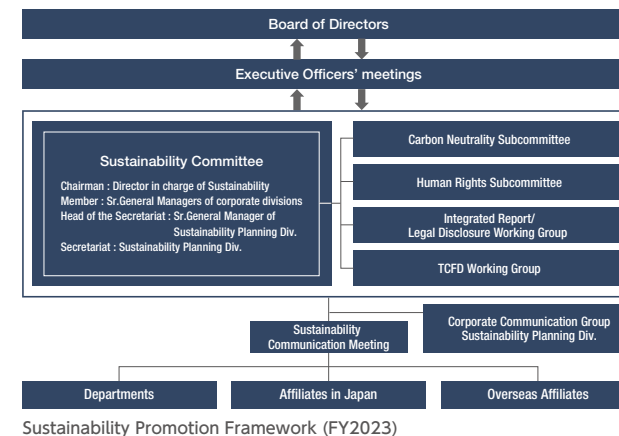 Board of Directors
Executive Officers' meetings
Sustainability Committee
Chairman : Director in charge of Sustainability
Member : Sr.General Managers of corporate divisions
Head of the Secretariat : Sr.General Manager of
Sustainability Planning Div.
Secretariat : Sustainability Planning Div.
Carbon Neutrality Subcommittee
Human Rights Subcommittee
Integrated Report/
Legal Disclosure Working Group
TCFD Working Group
Sustainability
Communication Meeting
Corporate Communication Group
Sustainability Planning Div.
Departments
Affiliates in Japan
Overseas Affiliates
Sustainability Promotion Framework (FY2023)